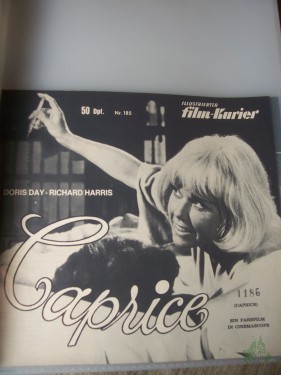 ILLUSTRIERTER
film-Kurier
50 Dpf. Nr. 185
DORIS DAY - RICHARD HARRIS
Caprice
1186
(CAPRICE)
EIN FARBFILM
IN CINEMASCOPE